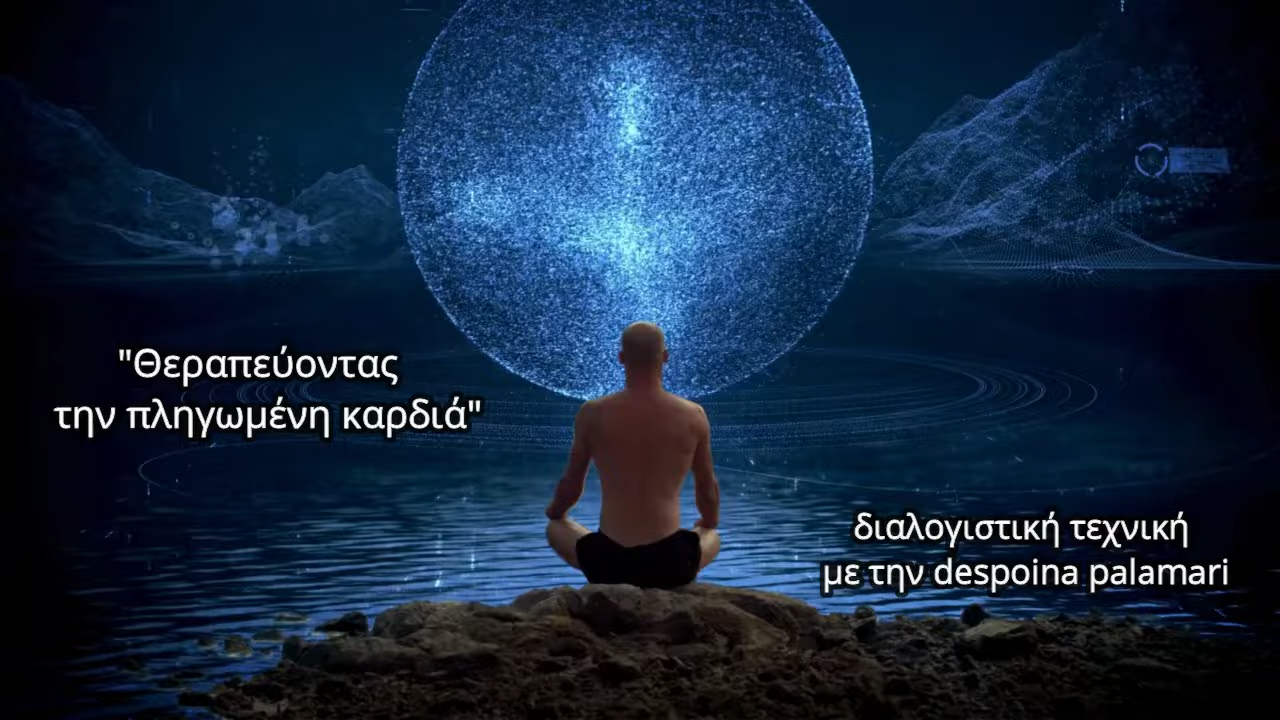 "Θεραπεύοντας
την πληγωμένη καρδιά"
διαλογιστική τεχνική
με την despoina palamari